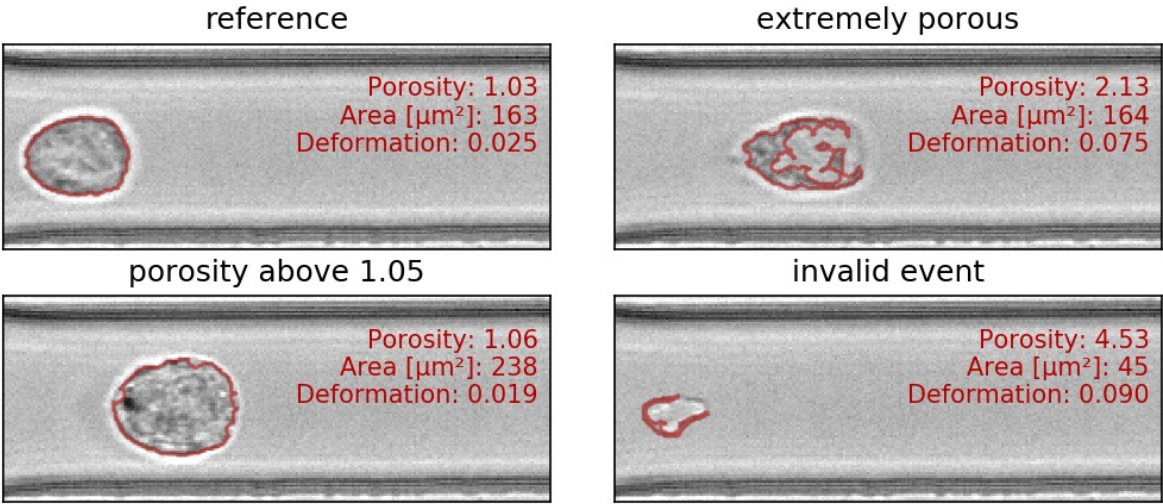 reference
Porosity: 1.03
Area [µm²]: 163
Deformation: 0.025
extremely porous
Porosity: 2.13
Area [µm²]: 164
Deformation: 0.075
porosity above 1.05
Porosity: 1.06
Area [µm²]: 238
Deformation: 0.019
invalid event
Porosity: 4.53
Area [µm²]: 45
Deformation: 0.090